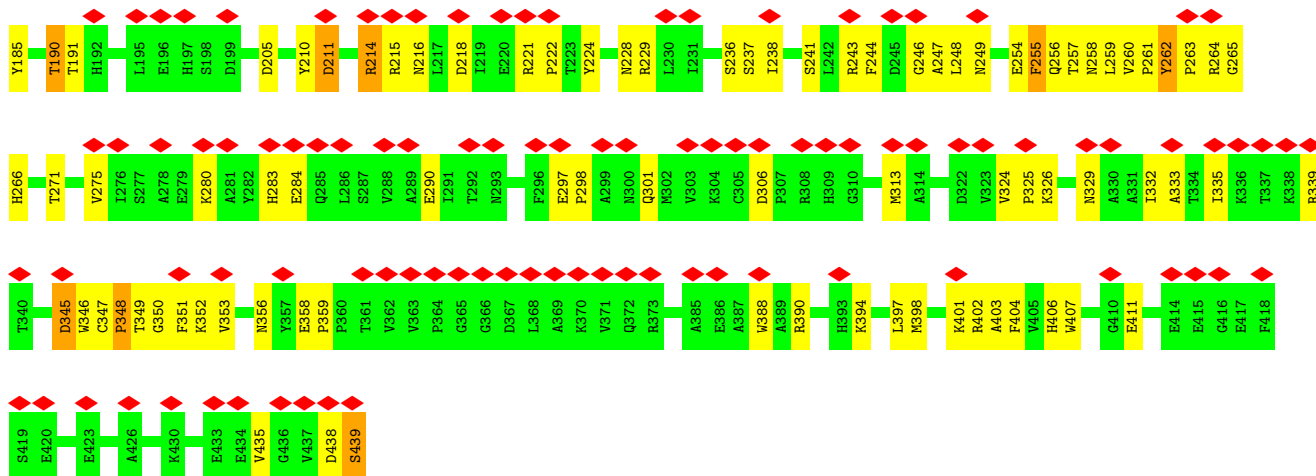 Y185 T190 T191 H192 L195 E196 H197 S198 D199 D205 Y210 D211 R214 R215 N216 L217 D218 I219 E220 R221 P222 T223 Y224 N228 R229 L230 I231 S236 S237 I238 S241 L242 R243 F244 D245 G246 A247 L248 N249 E254 F255 Q256 T257 N258 L259 V260 P261 Y262 P263 R264 G265
H266 T271 V275 I276 S277 A278 E279 K280 A281 Y282 H283 E284 Q285 L286 S287 V288 A289 E290 I291 T292 N293 F296 E297 P298 A299 N300 Q301 M302 V303 K304 C305 D306 P307 R308 H309 G310 M313 A314 D322 V323 V324 P325 K326 N329 A330 A331 I332 A333 T334 I335 K336 T337 K338 R339
T340 D345 W346 C347 P348 T349 G350 F351 K352 V353 N356 Y357 E358 P359 P360 T361 V362 V363 P364 G365 G366 D367 L368 A369 K370 V371 Q372 R373 A385 E386 A387 W388 A389 R390 H393 K394 L397 M398 K401 R402 A403 F404 V405 H406 W407 G410 E411 E414 E415 G416 E417 F418
S419 E420 E423 A426 K430 E433 E434 V435 G436 V437 D438 S439